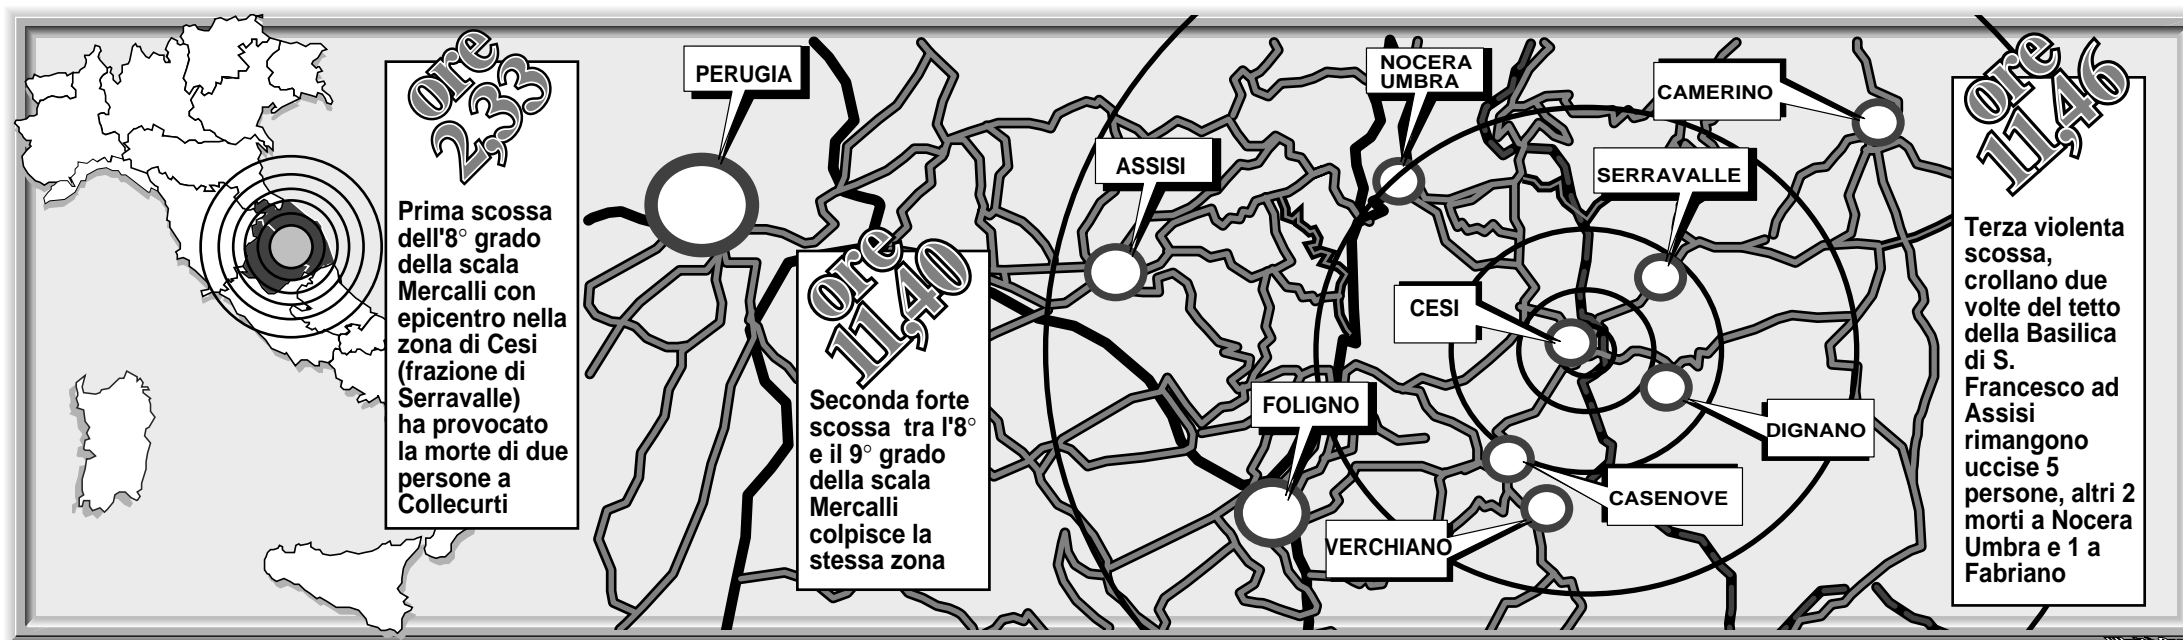 ore
2,33
Prima scossa
dell'8° grado
della scala
Mercalli con
epicentro nella
zona di Cesi
(frazione di
Serravalle)
ha provocato
la morte di due
persone a
Collecurti
PERUGIA
ore
11,40
Seconda forte
scossa tra l'8°
e il 9° grado
della scala
Mercalli
colpisce la
stessa zona
ASSISI
NOCERA
UMBRA
CAMERINO
SERRAVALLE
CESI
FOLIGNO
DIGNANO
CASENOVE
VERCHIANO
ore
11,46
Terza violenta
scossa,
crollano due
volte del tetto
della Basilica
di S.
Francesco ad
Assisi
rimangono
uccise 5
persone, altri 2
morti a Nocera
Umbra e 1 a
Fabriano